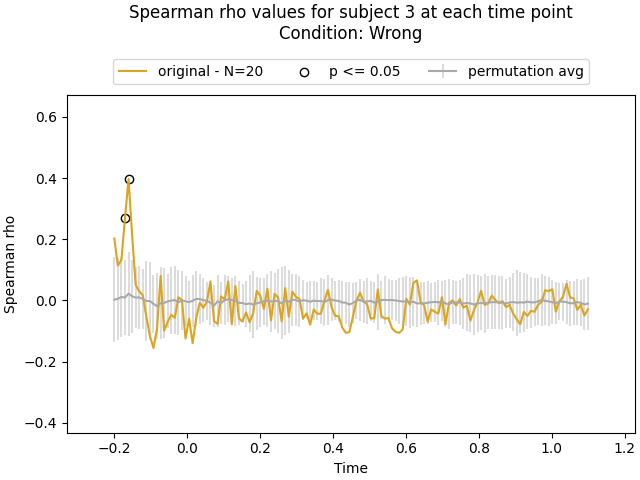 Spearman rho values for subject 3 at each time point
Condition: Wrong
original - N=20 p <= 0.05 permutation avg
0.6
0.4
0.2
0.0
−0.2
−0.4
Spearman rho
−0.2 0.0 0.2 0.4 0.6 0.8 1.0 1.2
Time